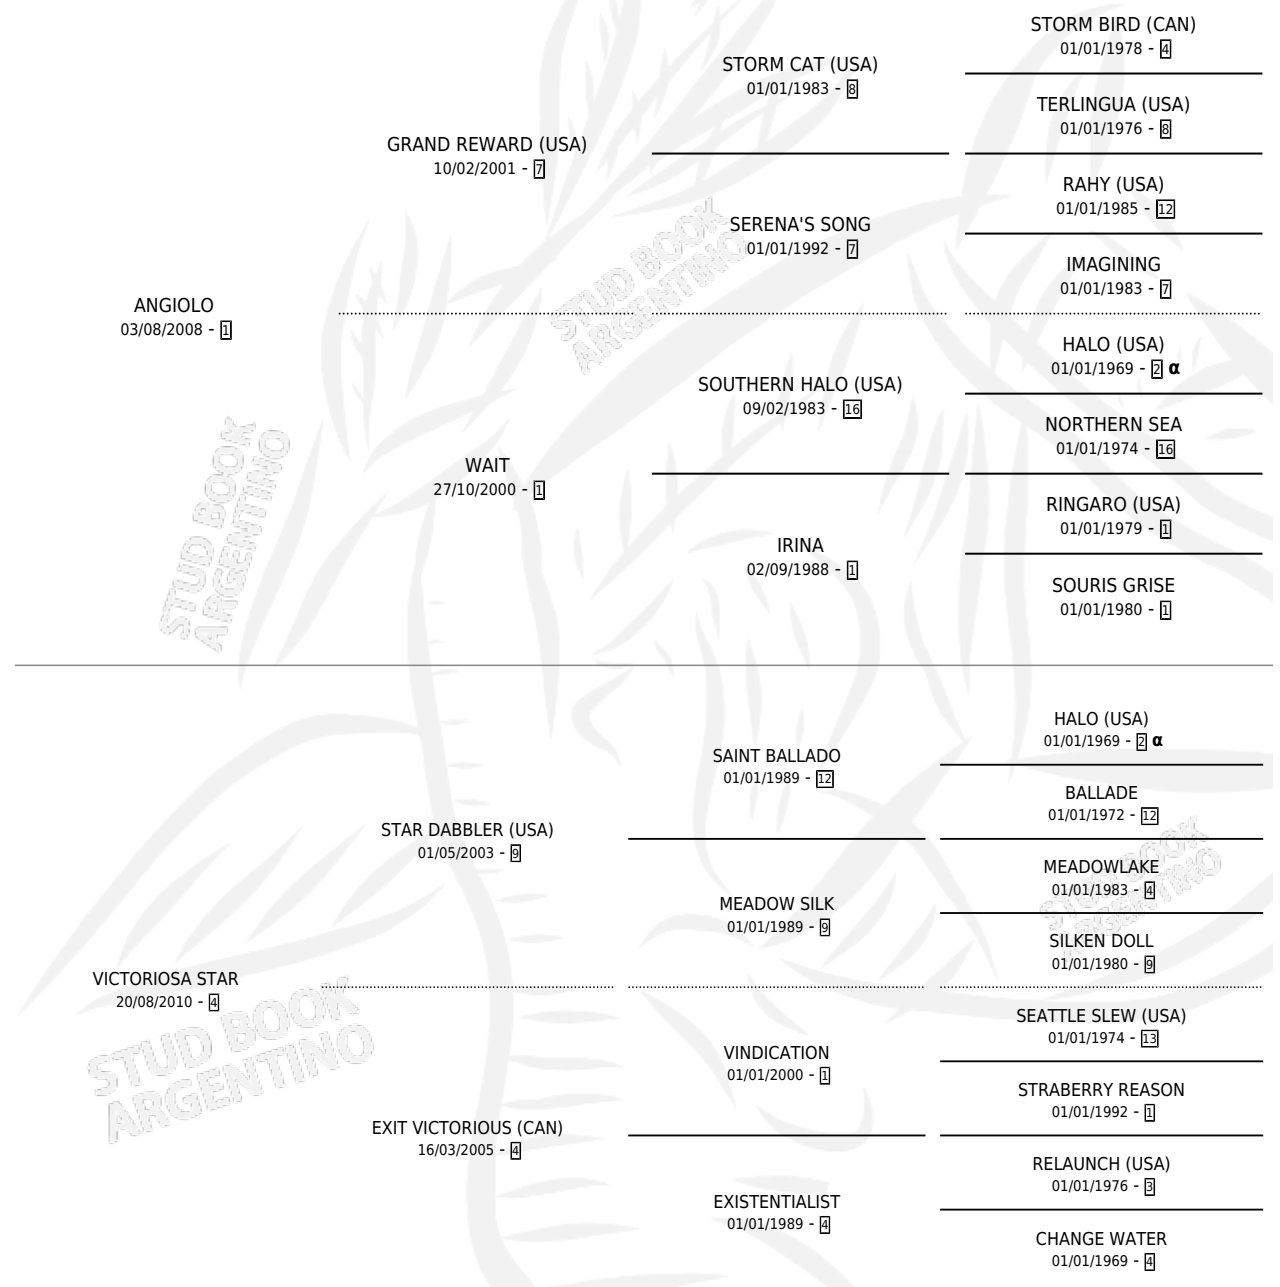 STORM BIRD (CAN)
01/01/1978 - 4
STORM CAT (USA)
01/01/1983 - 8
TERLINGUA (USA)
01/01/1976 - 8
GRAND REWARD (USA)
10/02/2001 - 7
RAHY (USA)
01/01/1985 - 12
SERENA'S SONG
01/01/1992 - 7
IMAGINING
01/01/1983 - 7
STUD BOOK
ARGENTINO
ANGIOLO
03/08/2008 - 1
HALO (USA)
01/01/1969 - 2 α
SOUTHERN HALO (USA)
09/02/1983 - 16
NORTHERN SEA
01/01/1974 - 16
WAIT
27/10/2000 - 1
RINGARO (USA)
01/01/1979 - 1
IRINA
02/09/1988 - 1
SOURIS GRISE
01/01/1980 - 1
STUD BOOK
ARGENTINO
HALO (USA)
01/01/1969 - 2 α
SAINT BALLADO
01/01/1989 - 12
BALLADE
01/01/1972 - 12
STAR DABBLER (USA)
01/05/2003 - 9
MEADOWLAKE
01/01/1983 - 4
MEADOW SILK
01/01/1989 - 9
SILKEN DOLL
01/01/1980 - 9
STUD BOOK
ARGENTINO
VICTORIOSA STAR
20/08/2010 - 4
STUD BOOK
ARGENTINO
SEATTLE SLEW (USA)
01/01/1974 - 13
VINDICATION
01/01/2000 - 1
STRABERRY REASON
01/01/1992 - 1
EXIT VICTORIOUS (CAN)
16/03/2005 - 4
RELAUNCH (USA)
01/01/1976 - 3
EXISTENTIALIST
01/01/1989 - 4
CHANGE WATER
01/01/1969 - 4